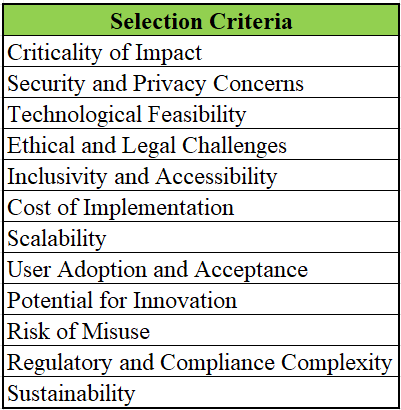 Selection Criteria
Criticality of Impact
Security and Privacy Concerns
Technological Feasibility
Ethical and Legal Challenges
Inclusivity and Accessibility
Cost of Implementation
Scalability
User Adoption and Acceptance
Potential for Innovation
Risk of Misuse
Regulatory and Compliance Complexity
Sustainability